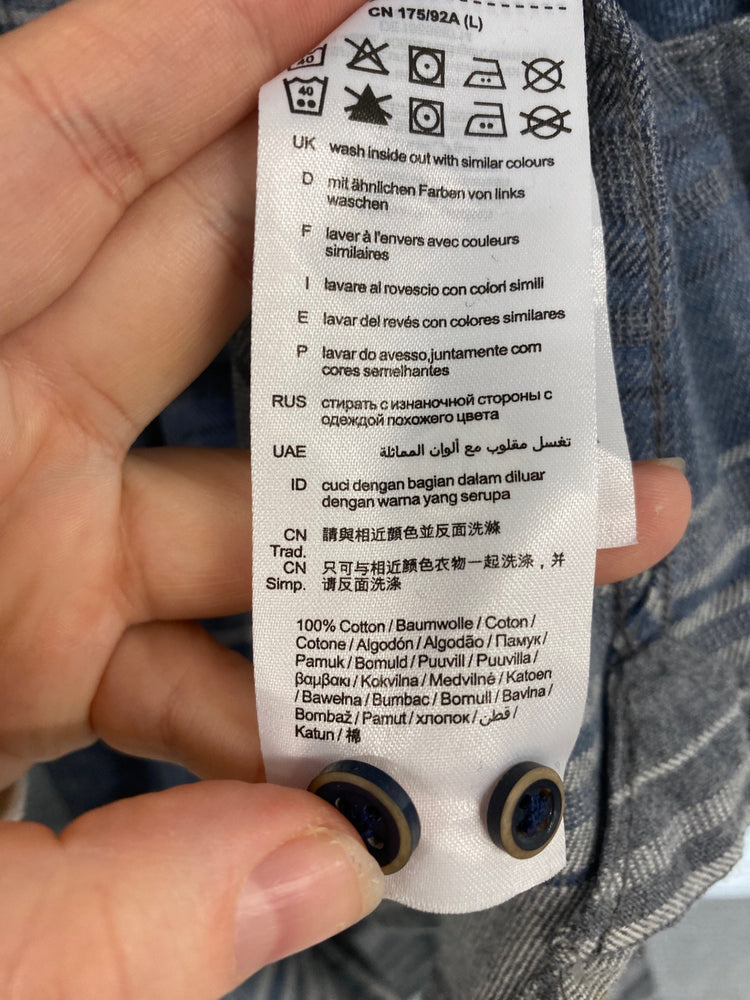 CN 175/92A (L)
40
40
UK wash inside out with similar colours
D mit ähnlichen Farben von links
waschen
F laver à l'envers avec couleurs
similaires
I lavare al rovescio con colori simili
E lavar del revés con colores similares
P lavar do avesso,juntamente com
cores semelhantes
RUS стирать с изнаночной стороны с
одеждой похожего цвета
UAE تغسل مقلوب مع ألوان المماثلة
ID cuci dengan bagian dalam diluar
dengan warna yang serupa
CN 請與相近顏色並反面洗滌
Trad.
CN 只可与相近颜色衣物一起洗涤，并
Simp. 请反面洗涤
100% Cotton / Baumwolle / Coton /
Cotone / Algodón / Algodão / Памук /
Pamuk / Bomuld / Puuvill / Puuvilla /
βαμβακι / Kokvilna / Medvilnė / Katoen
/ Bawełna / Bumbac / Bomull / Bavlna /
Bombaž / Pamut / хлопок / قطن /
Katun / 棉